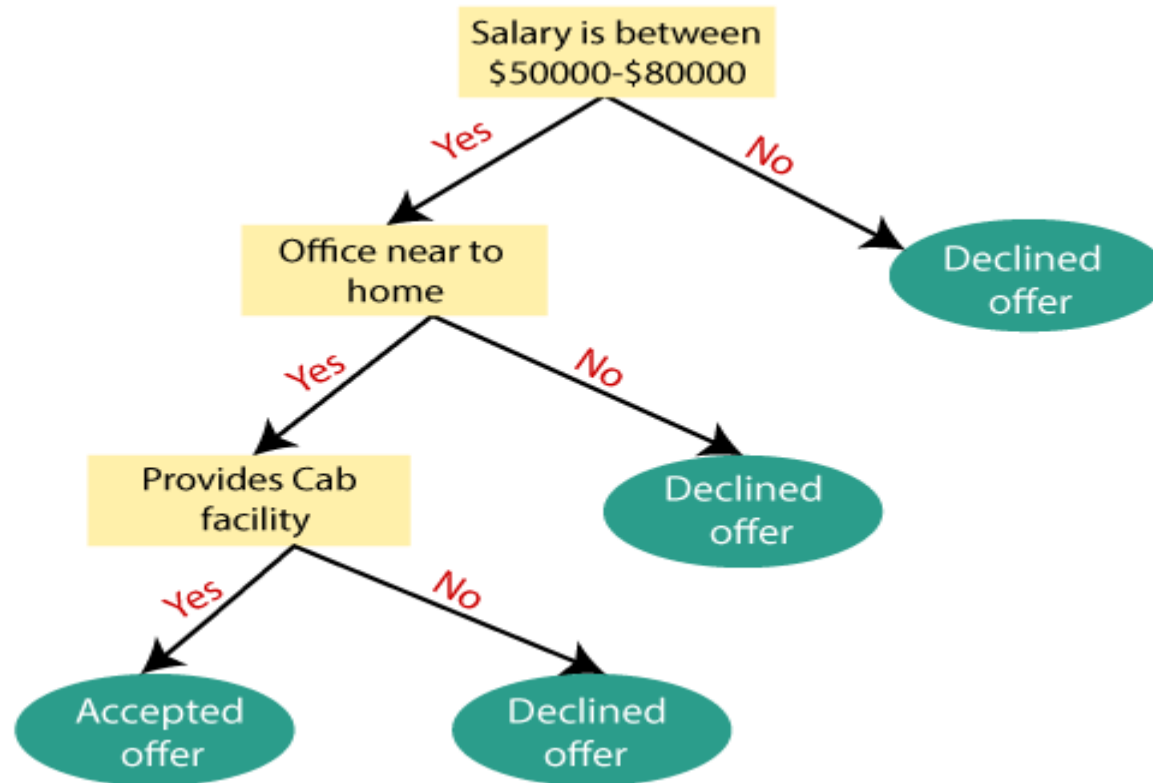 Salary is between
$50000-$80000
Yes
No
Office near to
home
Declined
offer
Yes
No
Provides Cab
facility
Declined
offer
Yes
No
Accepted
offer
Declined
offer